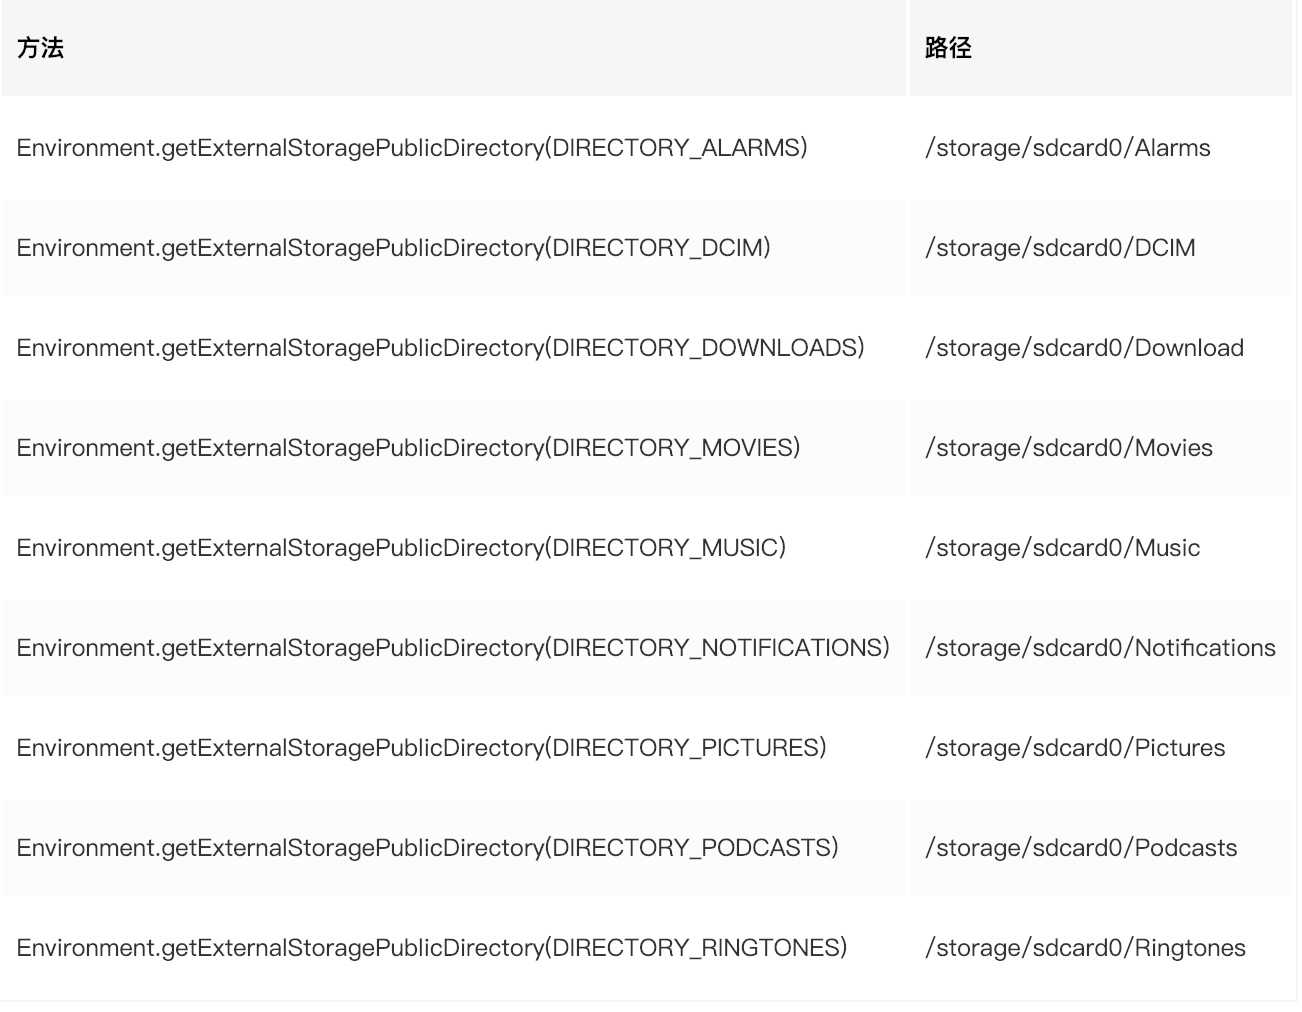 方法 路径
Environment.getExternalStoragePublicDirectory(DIRECTORY_ALARMS) /storage/sdcard0/Alarms
Environment.getExternalStoragePublicDirectory(DIRECTORY_DCIM) /storage/sdcard0/DCIM
Environment.getExternalStoragePublicDirectory(DIRECTORY_DOWNLOADS) /storage/sdcard0/Download
Environment.getExternalStoragePublicDirectory(DIRECTORY_MOVIES) /storage/sdcard0/Movies
Environment.getExternalStoragePublicDirectory(DIRECTORY_MUSIC) /storage/sdcard0/Music
Environment.getExternalStoragePublicDirectory(DIRECTORY_NOTIFICATIONS) /storage/sdcard0/Notifications
Environment.getExternalStoragePublicDirectory(DIRECTORY_PICTURES) /storage/sdcard0/Pictures
Environment.getExternalStoragePublicDirectory(DIRECTORY_PODCASTS) /storage/sdcard0/Podcasts
Environment.getExternalStoragePublicDirectory(DIRECTORY_RINGTONES) /storage/sdcard0/Ringtones